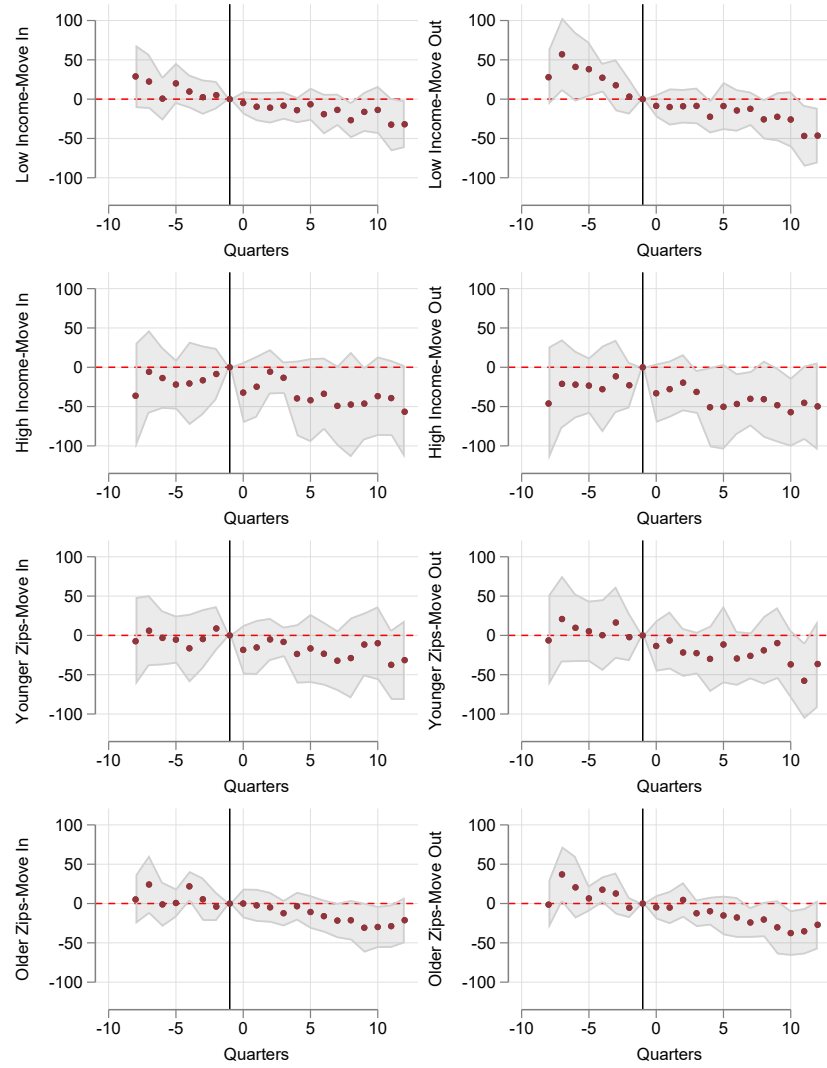 Low Income-Move In
100
50
0
-50
-100
-10 -5 0 5 10
Quarters
Low Income-Move Out
100
50
0
-50
-100
-10 -5 0 5 10
Quarters
High Income-Move In
100
50
0
-50
-100
-10 -5 0 5 10
Quarters
High Income-Move Out
100
50
0
-50
-100
-10 -5 0 5 10
Quarters
Younger Zips-Move In
100
50
0
-50
-100
-10 -5 0 5 10
Quarters
Younger Zips-Move Out
100
50
0
-50
-100
-10 -5 0 5 10
Quarters
Older Zips-Move In
100
50
0
-50
-100
-10 -5 0 5 10
Quarters
Older Zips-Move Out
100
50
0
-50
-100
-10 -5 0 5 10
Quarters